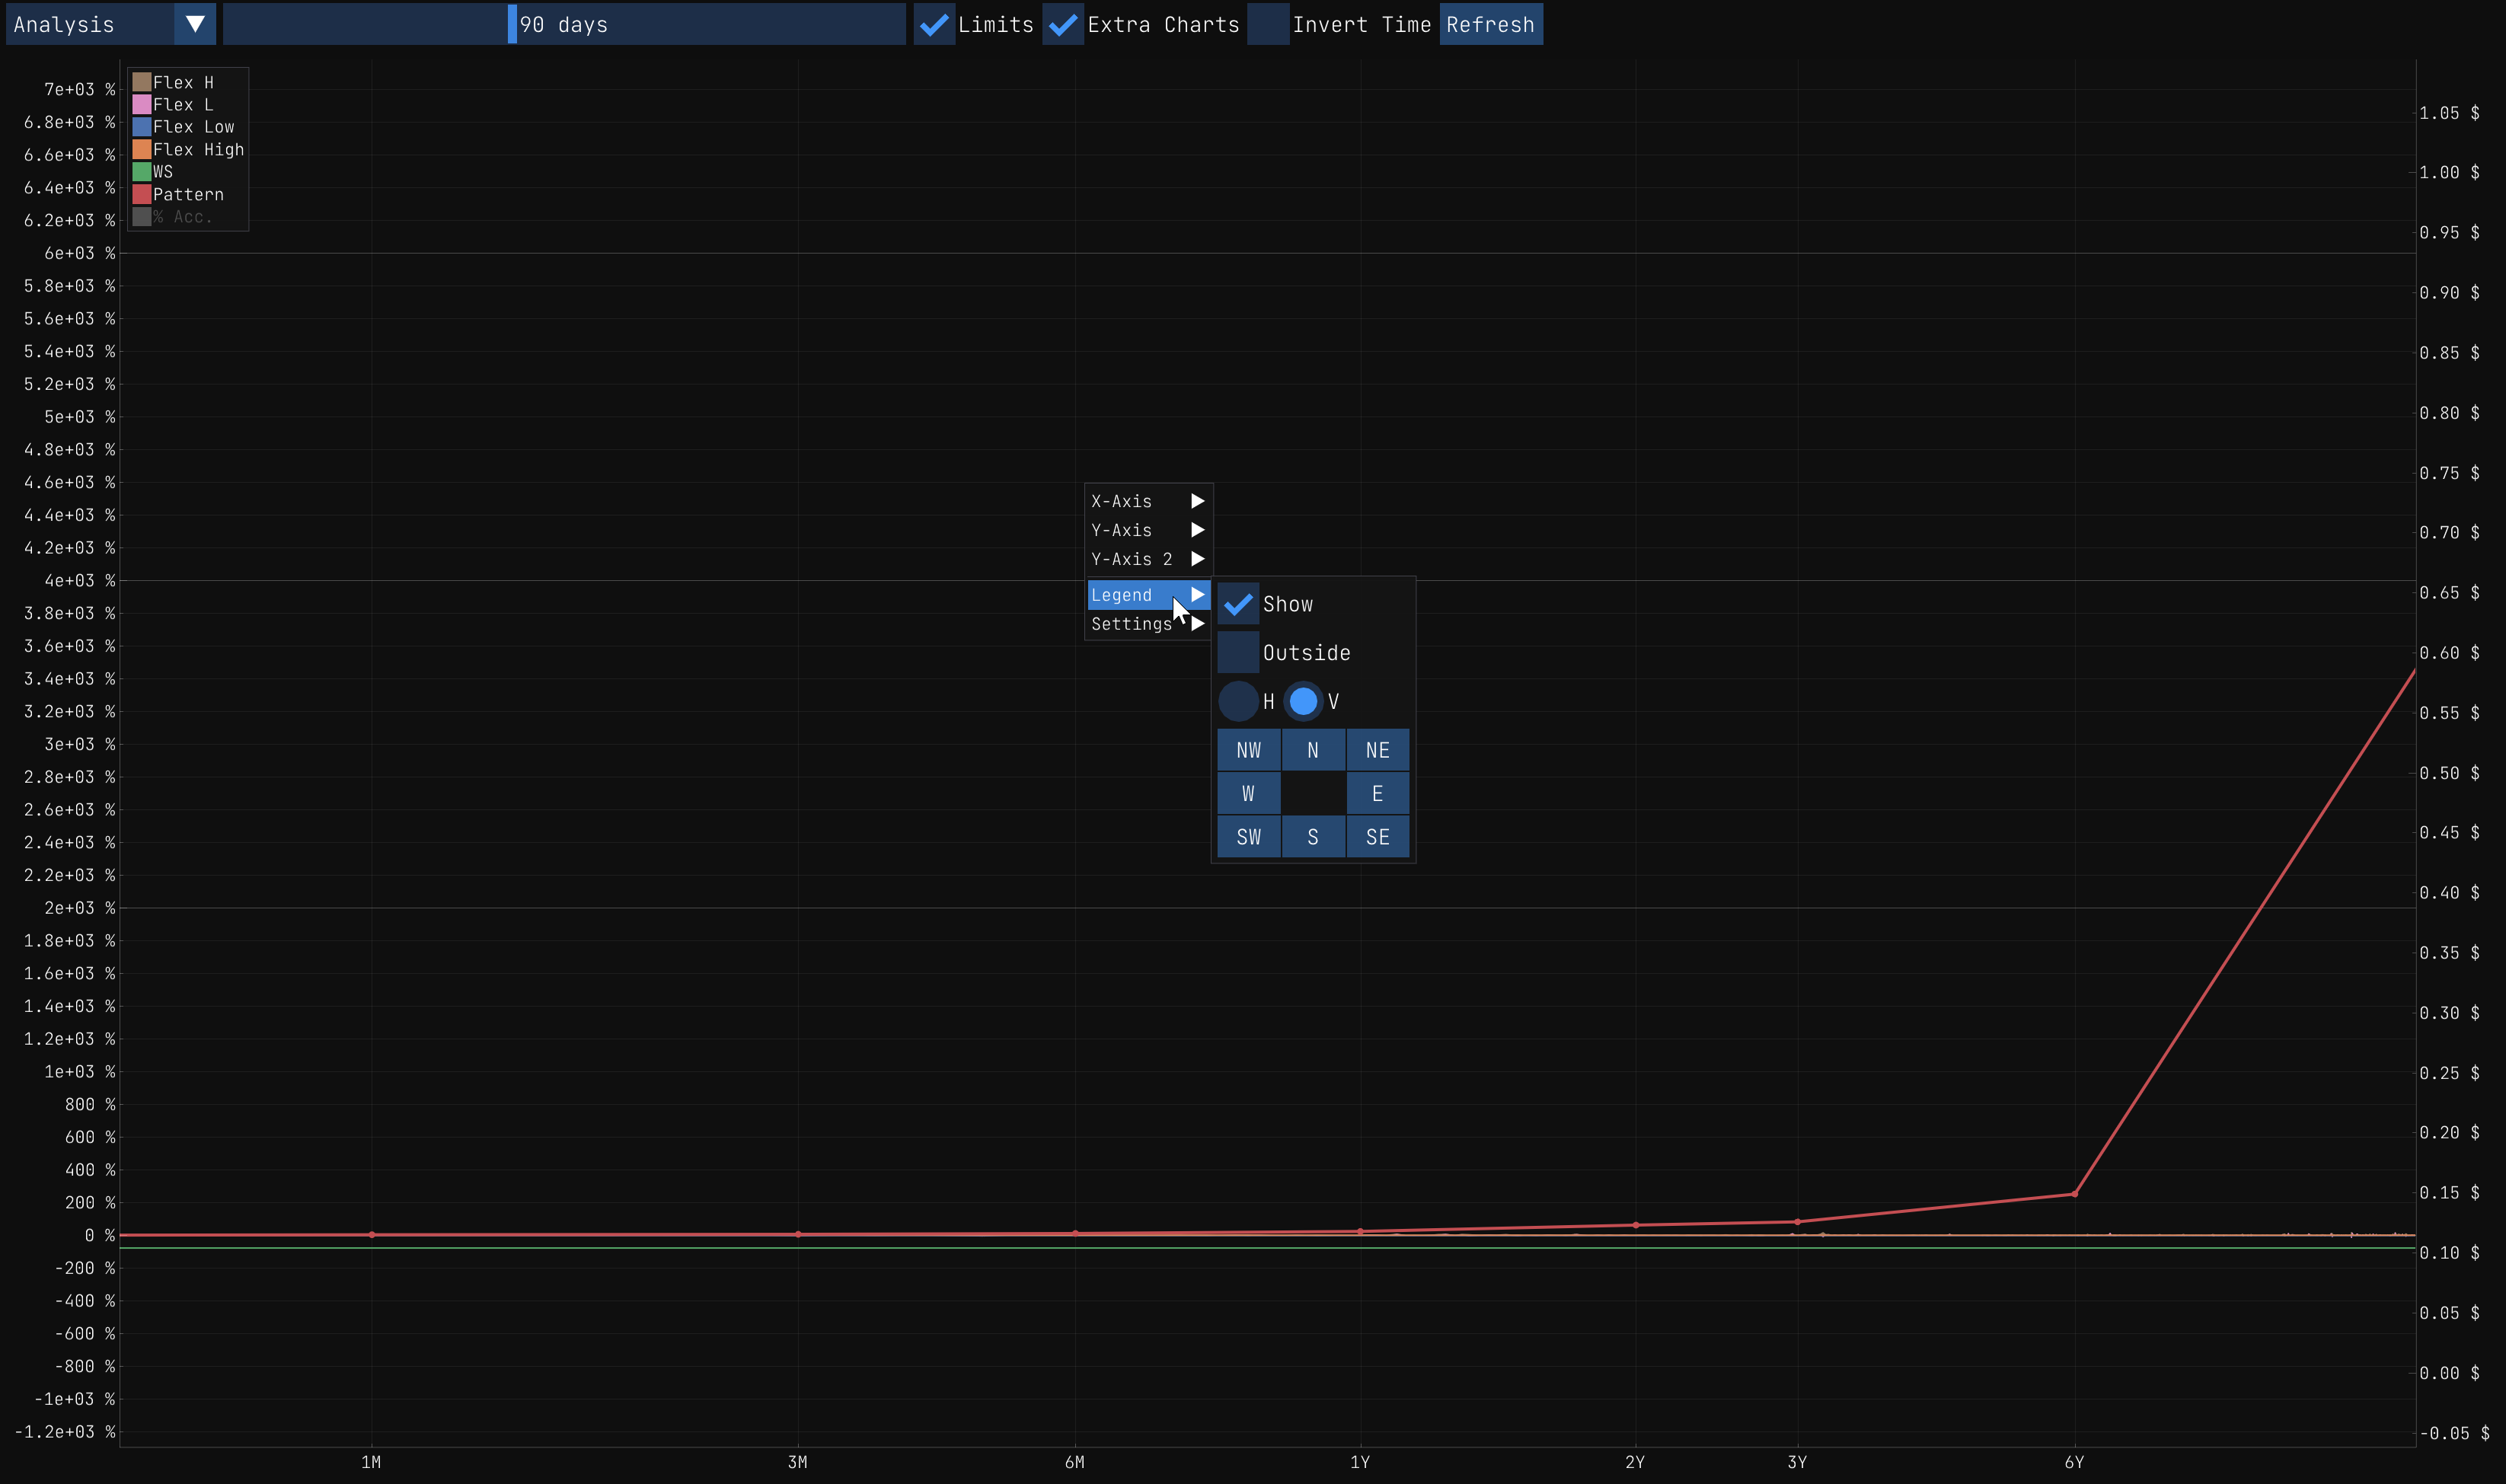 Analysis 90 days Limits Extra Charts Invert Time Refresh
Flex H
Flex L
Flex Low
Flex High
WS
Pattern
% Acc.
7e+03 %
6.8e+03 %
6.6e+03 %
6.4e+03 %
6.2e+03 %
6e+03 %
5.8e+03 %
5.6e+03 %
5.4e+03 %
5.2e+03 %
5e+03 %
4.8e+03 %
4.6e+03 %
4.4e+03 %
4.2e+03 %
4e+03 %
3.8e+03 %
3.6e+03 %
3.4e+03 %
3.2e+03 %
3e+03 %
2.8e+03 %
2.6e+03 %
2.4e+03 %
2.2e+03 %
2e+03 %
1.8e+03 %
1.6e+03 %
1.4e+03 %
1.2e+03 %
1e+03 %
800 %
600 %
400 %
200 %
0 %
-200 %
-400 %
-600 %
-800 %
-1e+03 %
-1.2e+03 %
X-Axis
Y-Axis
Y-Axis 2
Legend
Settings
Show
Outside
H V
NW N NE
W E
SW S SE
1.05 $
1.00 $
0.95 $
0.90 $
0.85 $
0.80 $
0.75 $
0.70 $
0.65 $
0.60 $
0.55 $
0.50 $
0.45 $
0.40 $
0.35 $
0.30 $
0.25 $
0.20 $
0.15 $
0.10 $
0.05 $
0.00 $
-0.05 $
1M 3M 6M 1Y 2Y 3Y 6Y